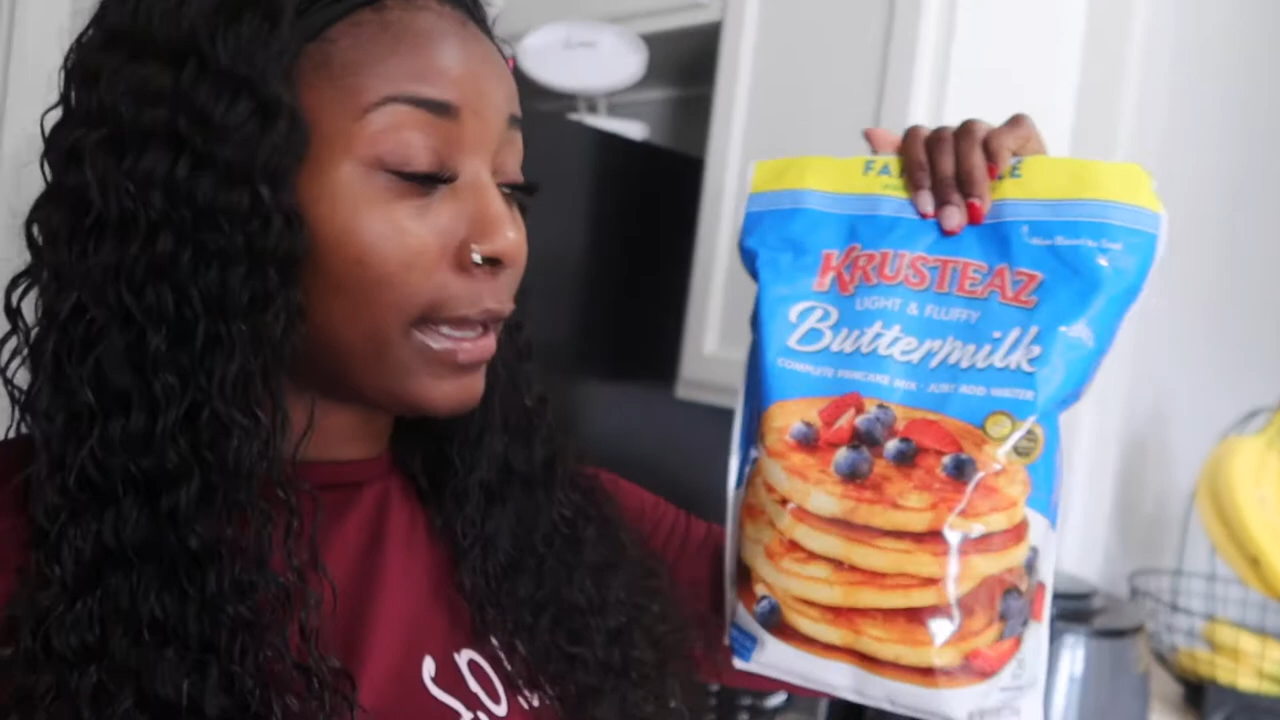 KRUSTEAZ
LIGHT & FLUFFY
Buttermilk
COMPLETE PANCAKE MIX · JUST ADD WATER
S.O.